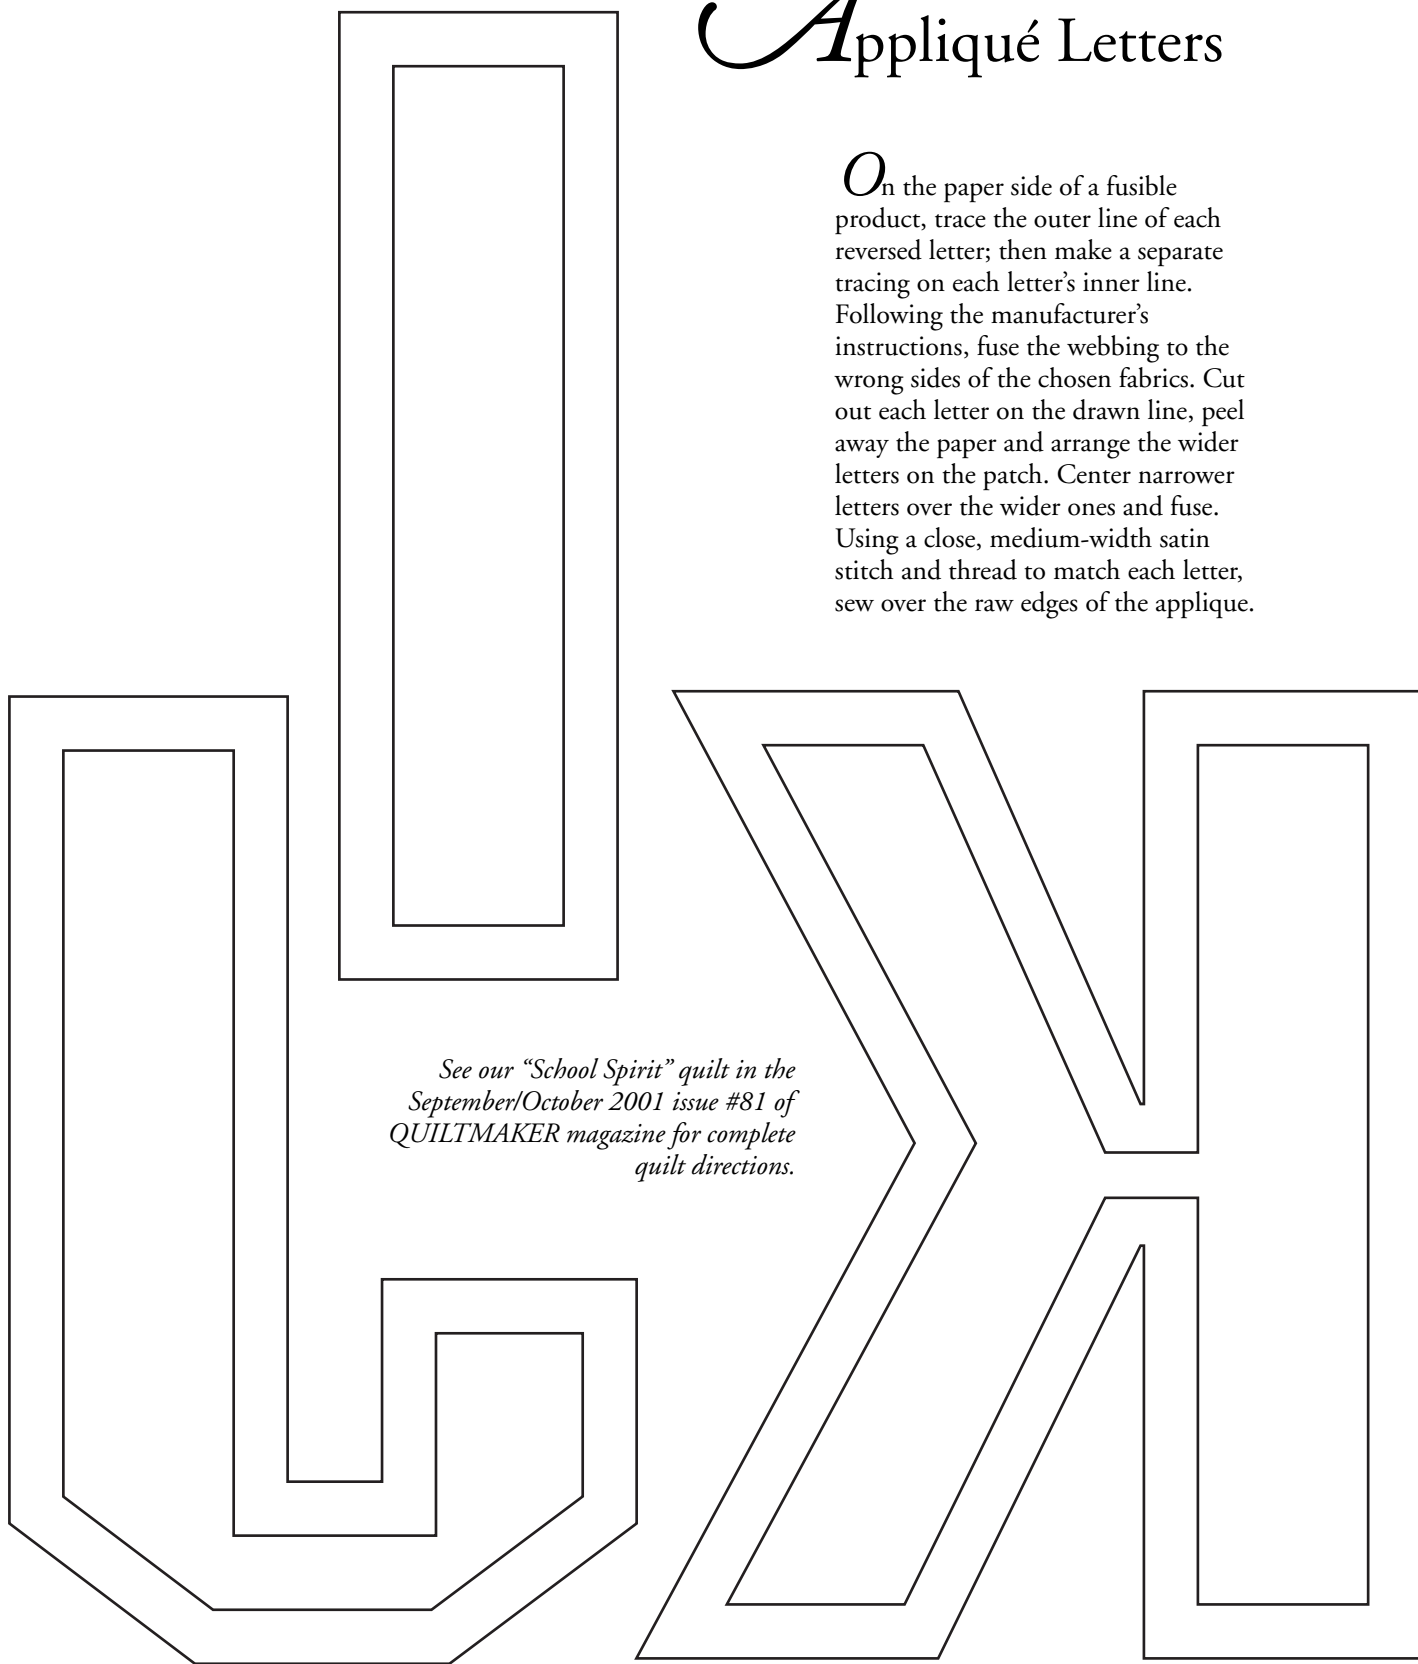 Appliqué Letters
On the paper side of a fusible
product, trace the outer line of each
reversed letter; then make a separate
tracing on each letter’s inner line.
Following the manufacturer’s
instructions, fuse the webbing to the
wrong sides of the chosen fabrics. Cut
out each letter on the drawn line, peel
away the paper and arrange the wider
letters on the patch. Center narrower
letters over the wider ones and fuse.
Using a close, medium-width satin
stitch and thread to match each letter,
sew over the raw edges of the applique.
See our “School Spirit” quilt in the
September/October 2001 issue #81 of
QUILTMAKER magazine for complete
quilt directions.